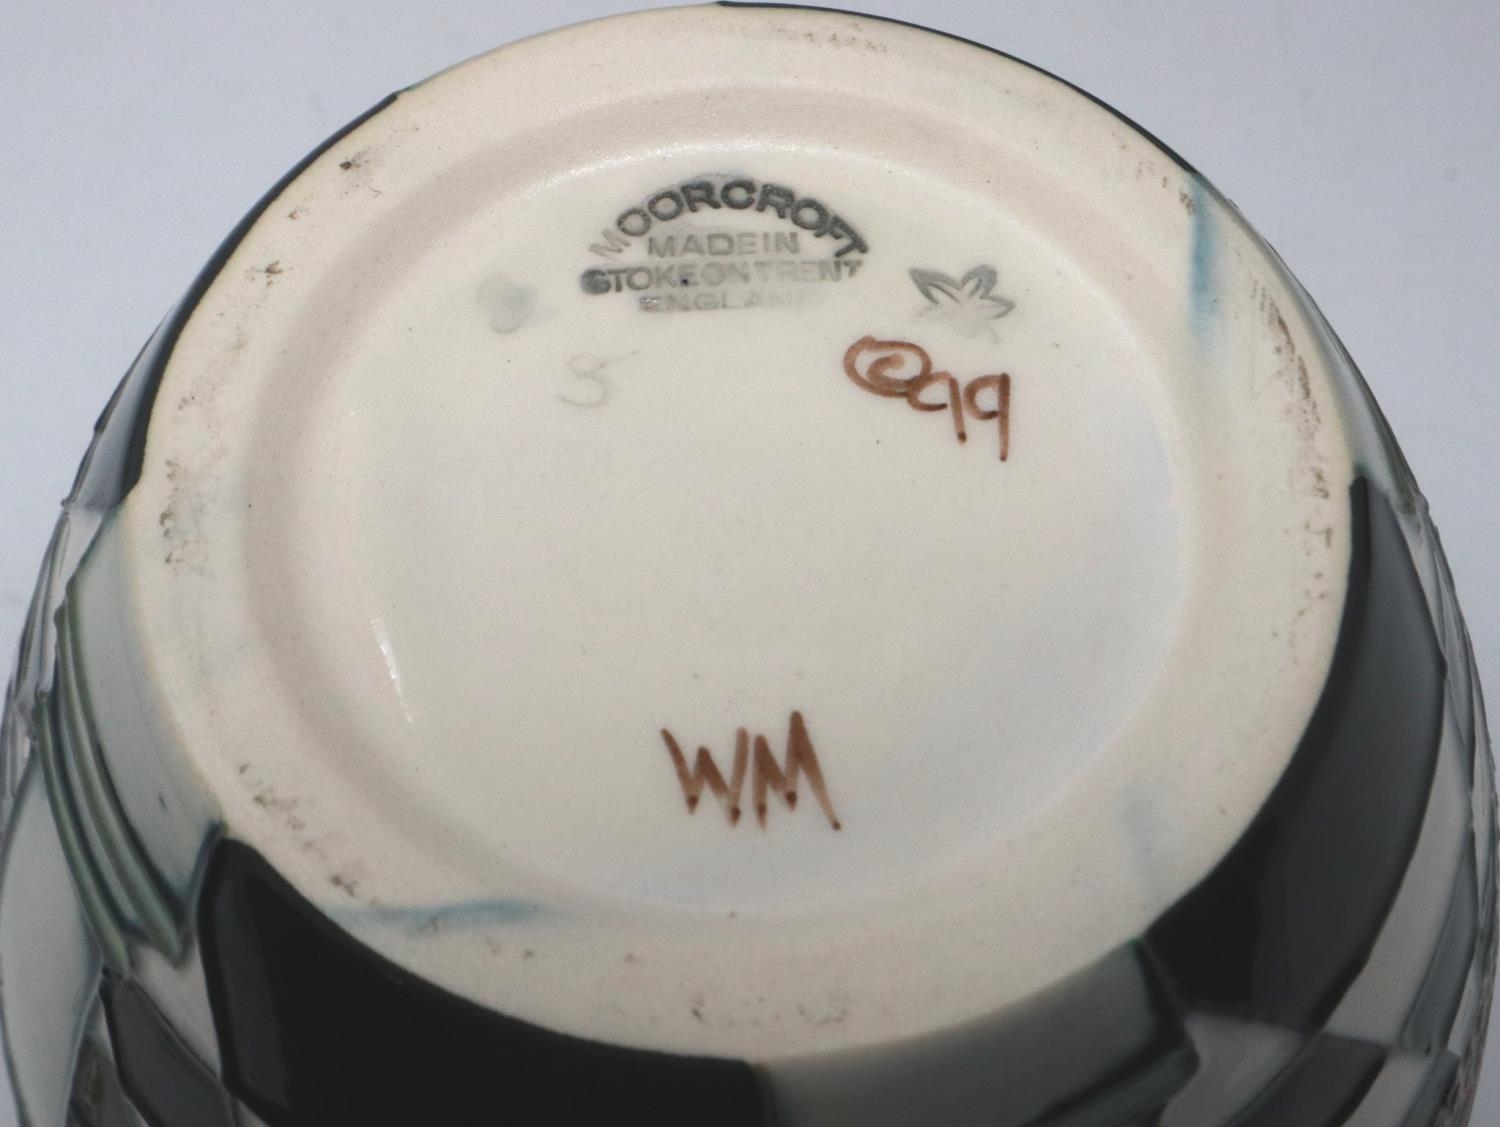 MOORCROFT
MADE IN
STOKE ON TRENT
ENGLAND
S
©99
WM